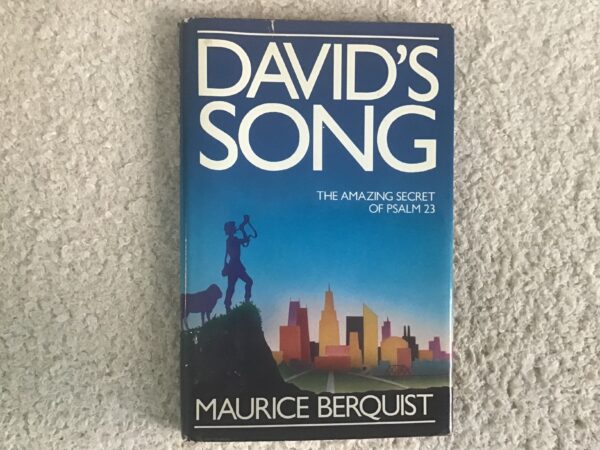 DAVID'S
SONG
THE AMAZING SECRET
OF PSALM 23
MAURICE BERQUIST